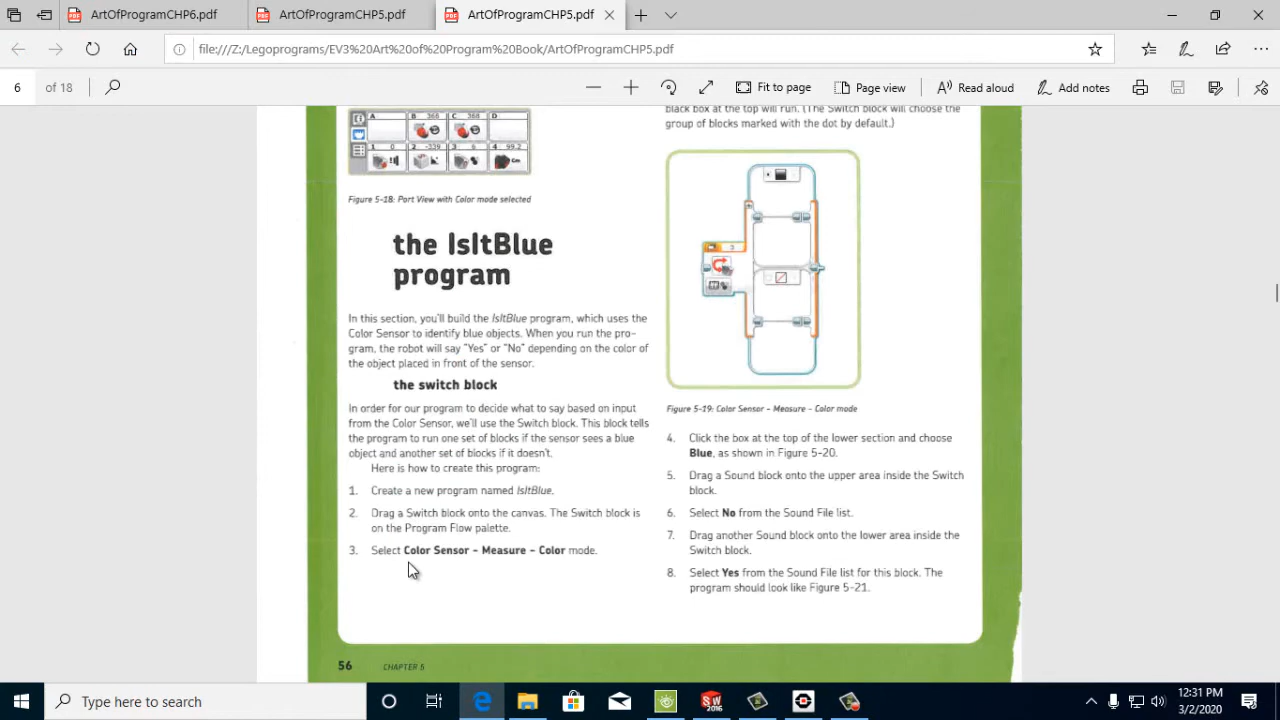 ArtOfProgramCHP6.pdf
ArtOfProgramCHP5.pdf
ArtOfProgramCHP5.pdf
file:///Z:/Legoprograms/EV3%20Art%20of%20Program%20Book/ArtOfProgramCHP5.pdf
6 of 18
Fit to page
Page view
Read aloud
Add notes
A B 366 C 368 D
1 0 2 -339 3 6 4 99.2
Cm
Figure 5-18: Port View with Color mode selected
the IsItBlue
program
In this section, you'll build the IsItBlue program, which uses the
Color Sensor to identify blue objects. When you run the pro-
gram, the robot will say "Yes" or "No" depending on the color of
the object placed in front of the sensor.
the switch block
In order for our program to decide what to say based on input
from the Color Sensor, we'll use the Switch block. This block tells
the program to run one set of blocks if the sensor sees a blue
object and another set of blocks if it doesn't.
Here is how to create this program:
1. Create a new program named IsItBlue.
2. Drag a Switch block onto the canvas. The Switch block is
on the Program Flow palette.
3. Select Color Sensor – Measure – Color mode.
56 CHAPTER 5
black box at the top will run. (The Switch block will choose the
group of blocks marked with the dot by default.)
3
Figure 5-19: Color Sensor – Measure – Color mode
4. Click the box at the top of the lower section and choose
Blue, as shown in Figure 5-20.
5. Drag a Sound block onto the upper area inside the Switch
block.
6. Select No from the Sound File list.
7. Drag another Sound block onto the lower area inside the
Switch block.
8. Select Yes from the Sound File list for this block. The
program should look like Figure 5-21.
Type here to search
SW
2016
12:31 PM
3/2/2020